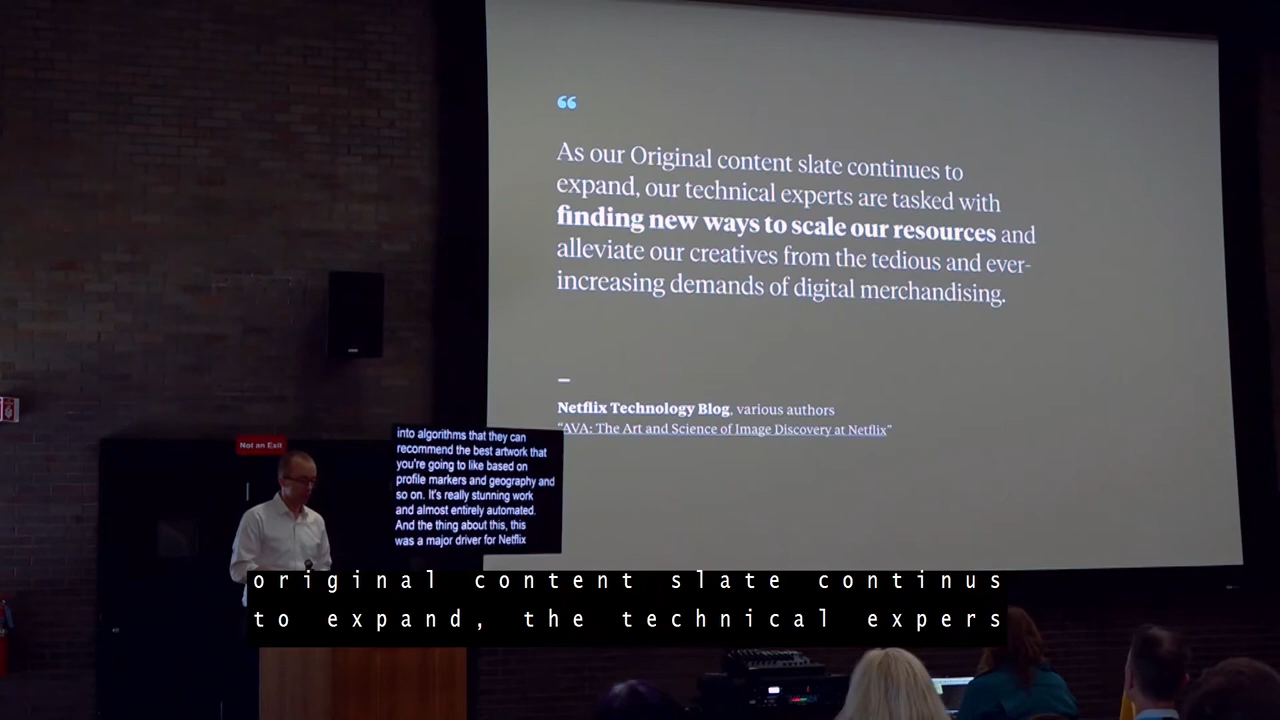 “
As our Original content slate continues to
expand, our technical experts are tasked with
finding new ways to scale our resources and
alleviate our creatives from the tedious and ever-
increasing demands of digital merchandising.
–
Netflix Technology Blog, various authors
“AVA: The Art and Science of Image Discovery at Netflix”
Not an Exit
into algorithms that they can
recommend the best artwork that
you're going to like based on
profile markers and geography and
so on. It's really stunning work
and almost entirely automated.
And the thing about this, this
was a major driver for Netflix
original content slate continus
to expand, the technical expers